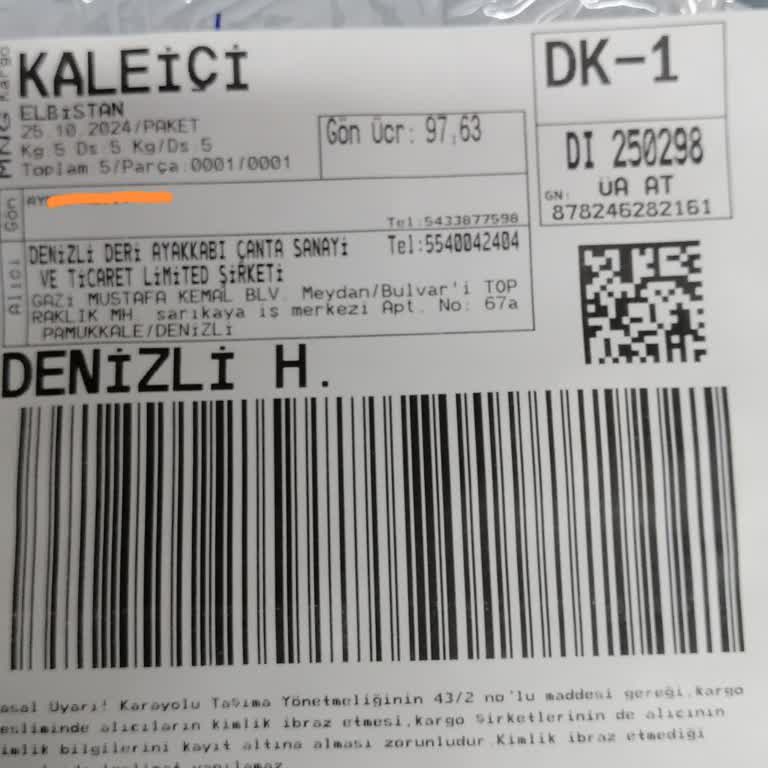 MNG Kargo
KALEİÇİ
ELBİSTAN
25.10.2024/PAKET
Kg:5 Ds:5 Kg/Ds:5
Toplam 5/Parça:0001/0001
Gön Ücr: 97,63
DK-1
DI 250298
ÜA AT
GN:
878246282161
Gön
AY
Tel:5433877598
Alıcı
DENİZLİ DERİ AYAKKABI ÇANTA SANAYİ Tel:5540042404
VE TİCARET LİMİTED ŞİRKETİ
GAZİ MUSTAFA KEMAL BLV. Meydan/Bulvar'i TOP
RAKLIK MH. sarıkaya iş merkezi Apt. No: 67a
PAMUKKALE/DENİZLİ
DENİZLİ H.
asal Uyarı! Karayolu Taşıma Yönetmeliğinin 43/2 no'lu maddesi gereği,kargo
esliminde alıcıların kimlik ibraz etmesi,kargo şirketlerinin de alıcının
imlik bilgilerini kayıt altına alması zorunludur.Kimlik ibraz etmediği